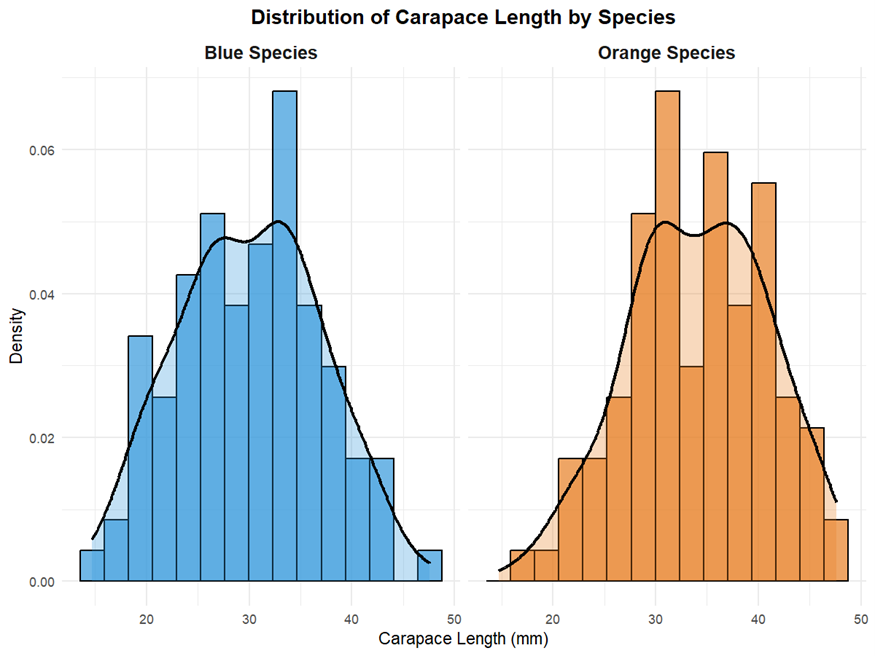 Distribution of Carapace Length by Species
Blue Species
Orange Species
0.06
0.04
0.02
0.00
Density
20 30 40 50
20 30 40 50
Carapace Length (mm)